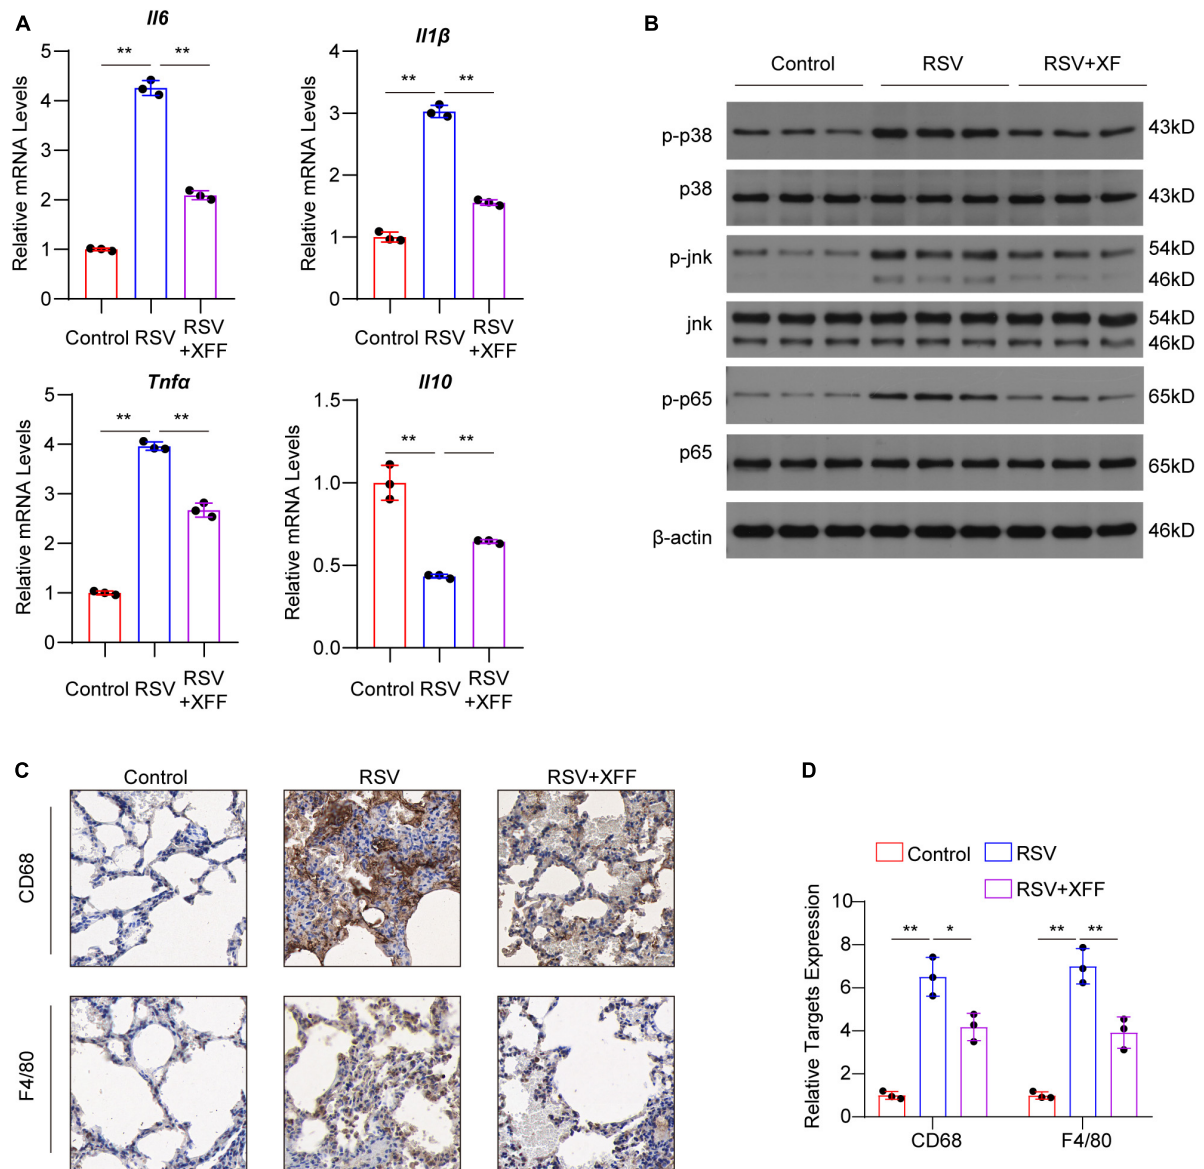 A
Il6
Relative mRNA Levels
5
4
3
2
1
0
** **
Control RSV RSV
+XFF
Il1β
Relative mRNA Levels
4
3
2
1
0
** **
Control RSV RSV
+XFF
Tnfα
Relative mRNA Levels
5
4
3
2
1
0
** **
Control RSV RSV
+XFF
Il10
Relative mRNA Levels
1.5
1.0
0.5
0.0
** **
Control RSV RSV
+XFF
B
Control RSV RSV+XF
p-p38 43kD
p38 43kD
p-jnk 54kD
46kD
jnk 54kD
46kD
p-p65 65kD
p65 65kD
β-actin 46kD
C
Control RSV RSV+XFF
CD68
F4/80
D
Control RSV
RSV+XFF
Relative Targets Expression
10
8
6
4
2
0
** * ** **
CD68 F4/80